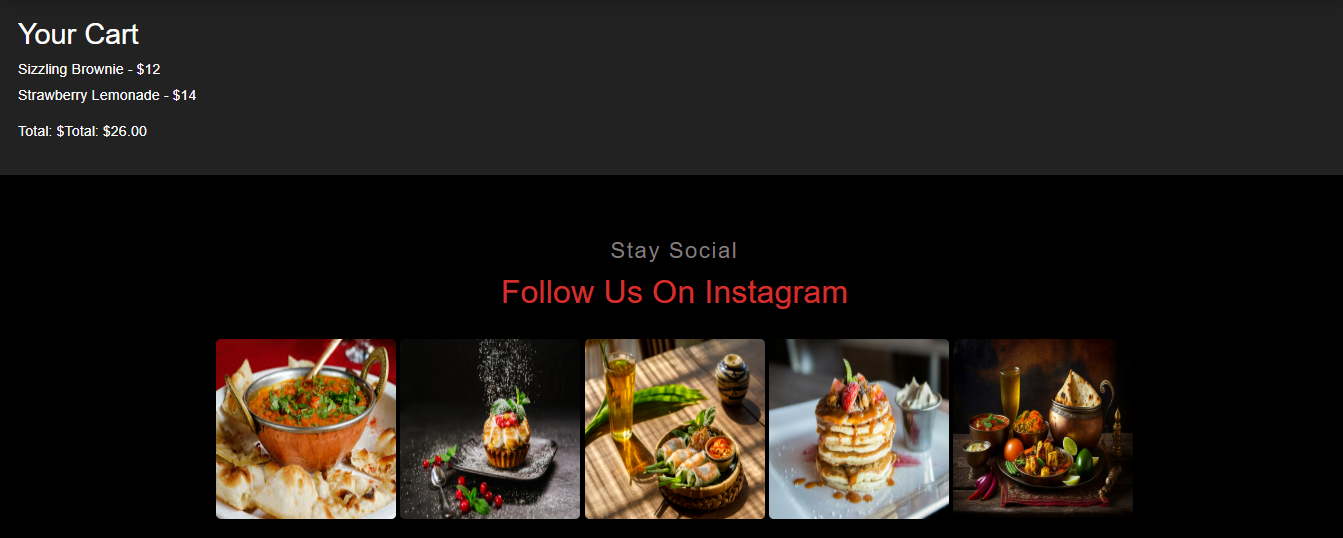 Your Cart
Sizzling Brownie - $12
Strawberry Lemonade - $14
Total: $Total: $26.00
Stay Social
Follow Us On Instagram